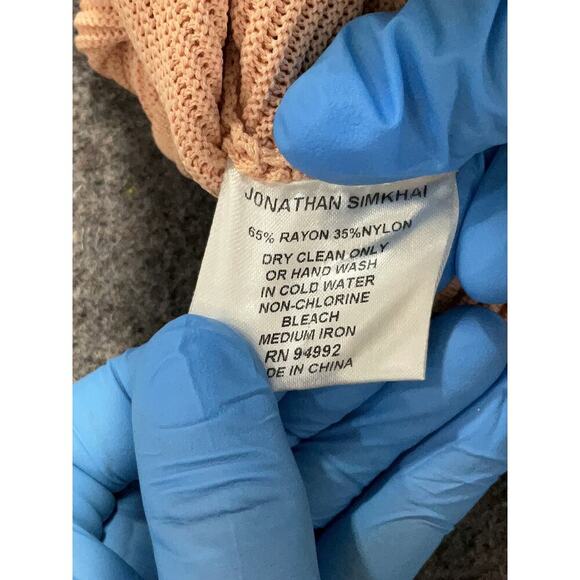 JONATHAN SIMKHAI
65% RAYON 35%NYLON
DRY CLEAN ONLY
OR HAND WASH
IN COLD WATER
NON-CHLORINE
BLEACH
MEDIUM IRON
RN 94992
DE IN CHINA